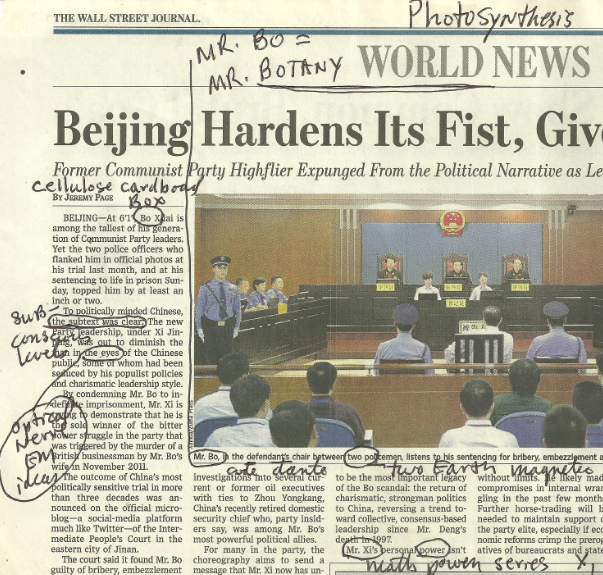 THE WALL STREET JOURNAL.
Photosynthesis
MR. BO =
MR. BOTANY
WORLD NEWS
Beijing Hardens Its Fist, Giv
Former Communist Party Highflier Expunged From the Political Narrative as Le
cellulose cardboard
Box
BY JEREMY PAGE
BEIJING—At 6'1", Bo Xilai is
among the tallest of his genera-
tion of Communist Party leaders.
Yet the two police officers who
flanked him in official photos at
his trial last month, and at his
sentencing to life in prison Sun-
day, topped him by at least an
inch or two.
To politically minded Chinese,
the subtext was clear: The new
Party leadership, under Xi Jin-
ping, was out to diminish the
man in the eyes of the Chinese
public, some of whom had been
seduced by his populist policies
and charismatic leadership style.
By condemning Mr. Bo to in-
definite imprisonment, Mr. Xi is
trying to demonstrate that he is
the sole winner of the bitter
power struggle in the party that
was triggered by the murder of a
British businessman by Mr. Bo's
wife in November 2011.
The outcome of China's most
politically sensitive trial in more
than three decades was an-
nounced on the official micro-
blog—a social-media platform
much like Twitter—of the Inter-
mediate People's Court in the
eastern city of Jinan.
The court said it found Mr. Bo
guilty of bribery, embezzlement
sub-
level
optical
nerve
ideas
Mr. Bo, in the defendant's chair between two policemen, listens to his sentencing for bribery, embezzlement a
two Earth magnetic
investigations into several cur-
rent or former oil executives
with ties to Zhou Yongkang,
China's recently retired domestic
security chief who, party insid-
ers say, was among Mr. Bo's
most powerful political allies.
For many in the party, the
choreography aims to send a
message that Mr. Xi now has un-
to be the most important legacy
of the Bo scandal: the return of
charismatic, strongman politics
to China, reversing a trend to-
ward collective, consensus-based
leadership since Mr. Deng's
death in 1997.
Mr. Xi's personal power isn't
math power series X,
without limits. He likely made
compromises in internal wran-
gling in the past few month
Further horse-trading will b
needed to maintain support o
the party elite, especially if eco
nomic reforms crimp the prerog
atives of bureaucrats and state